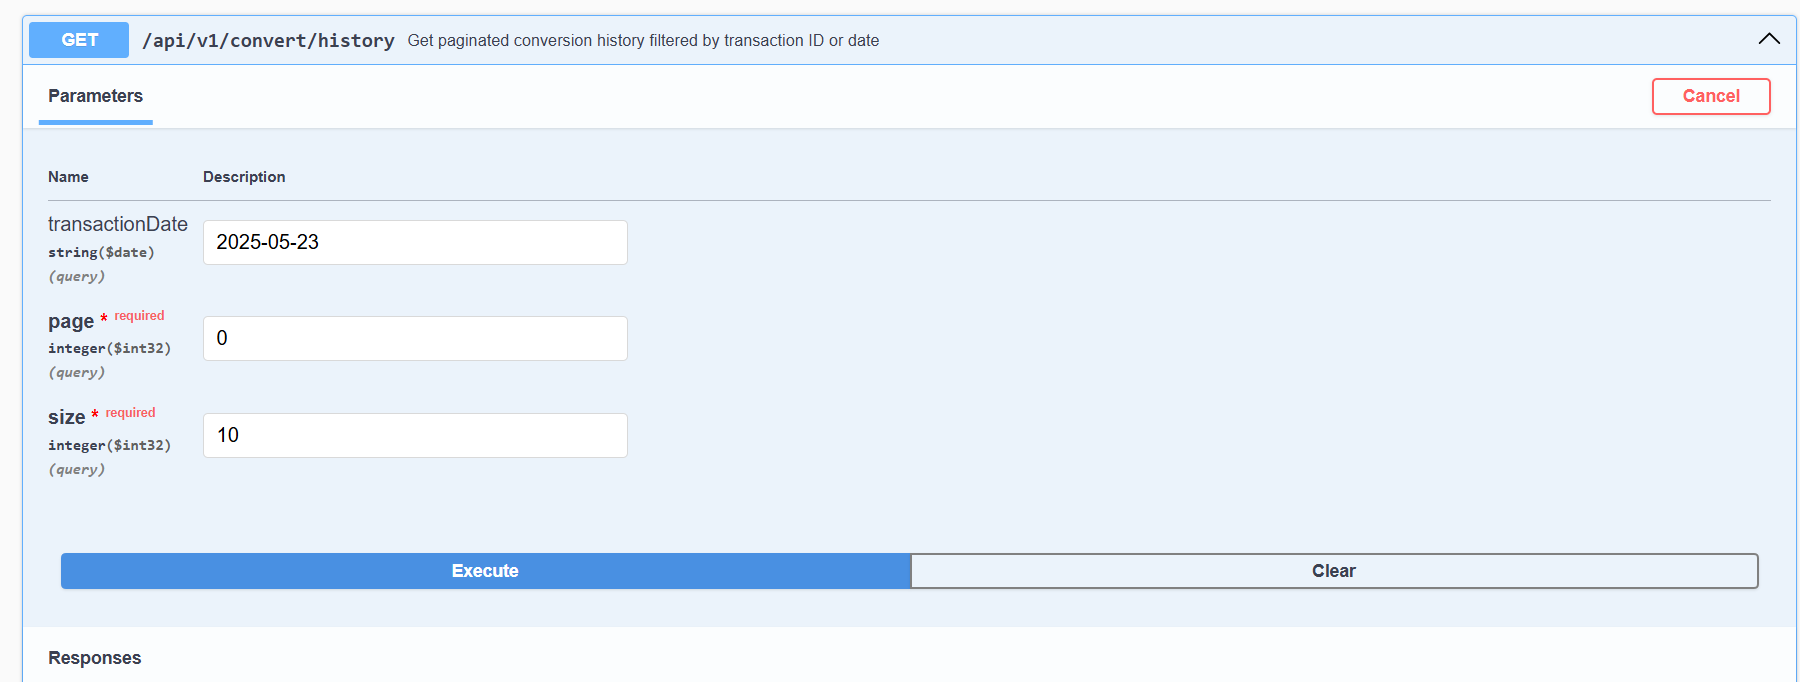 GET /api/v1/convert/history Get paginated conversion history filtered by transaction ID or date
Parameters
Cancel
Name Description
transactionDate
string($date)
(query)
2025-05-23
page * required
integer($int32)
(query)
0
size * required
integer($int32)
(query)
10
Execute
Clear
Responses